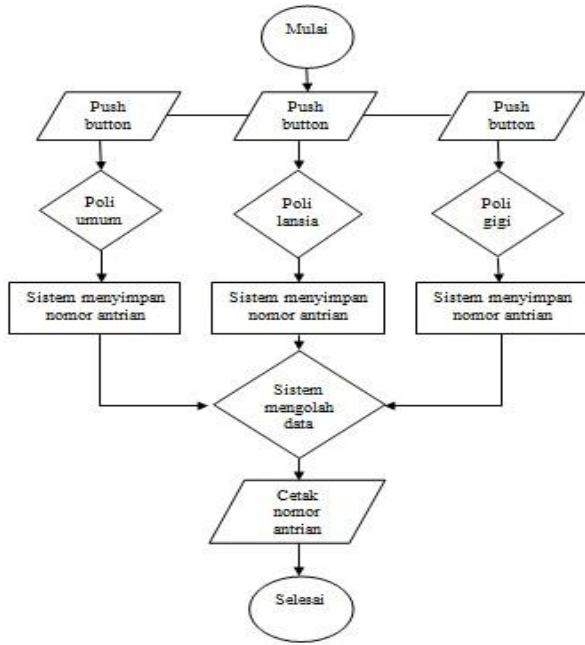 Mulai
Push
button
Push
button
Push
button
Poli
umum
Poli
lansia
Poli
gigi
Sistem menyimpan
nomor antrian
Sistem menyimpan
nomor antrian
Sistem menyimpan
nomor antrian
Sistem
mengolah
data
Cetak
nomor
antrian
Selesai